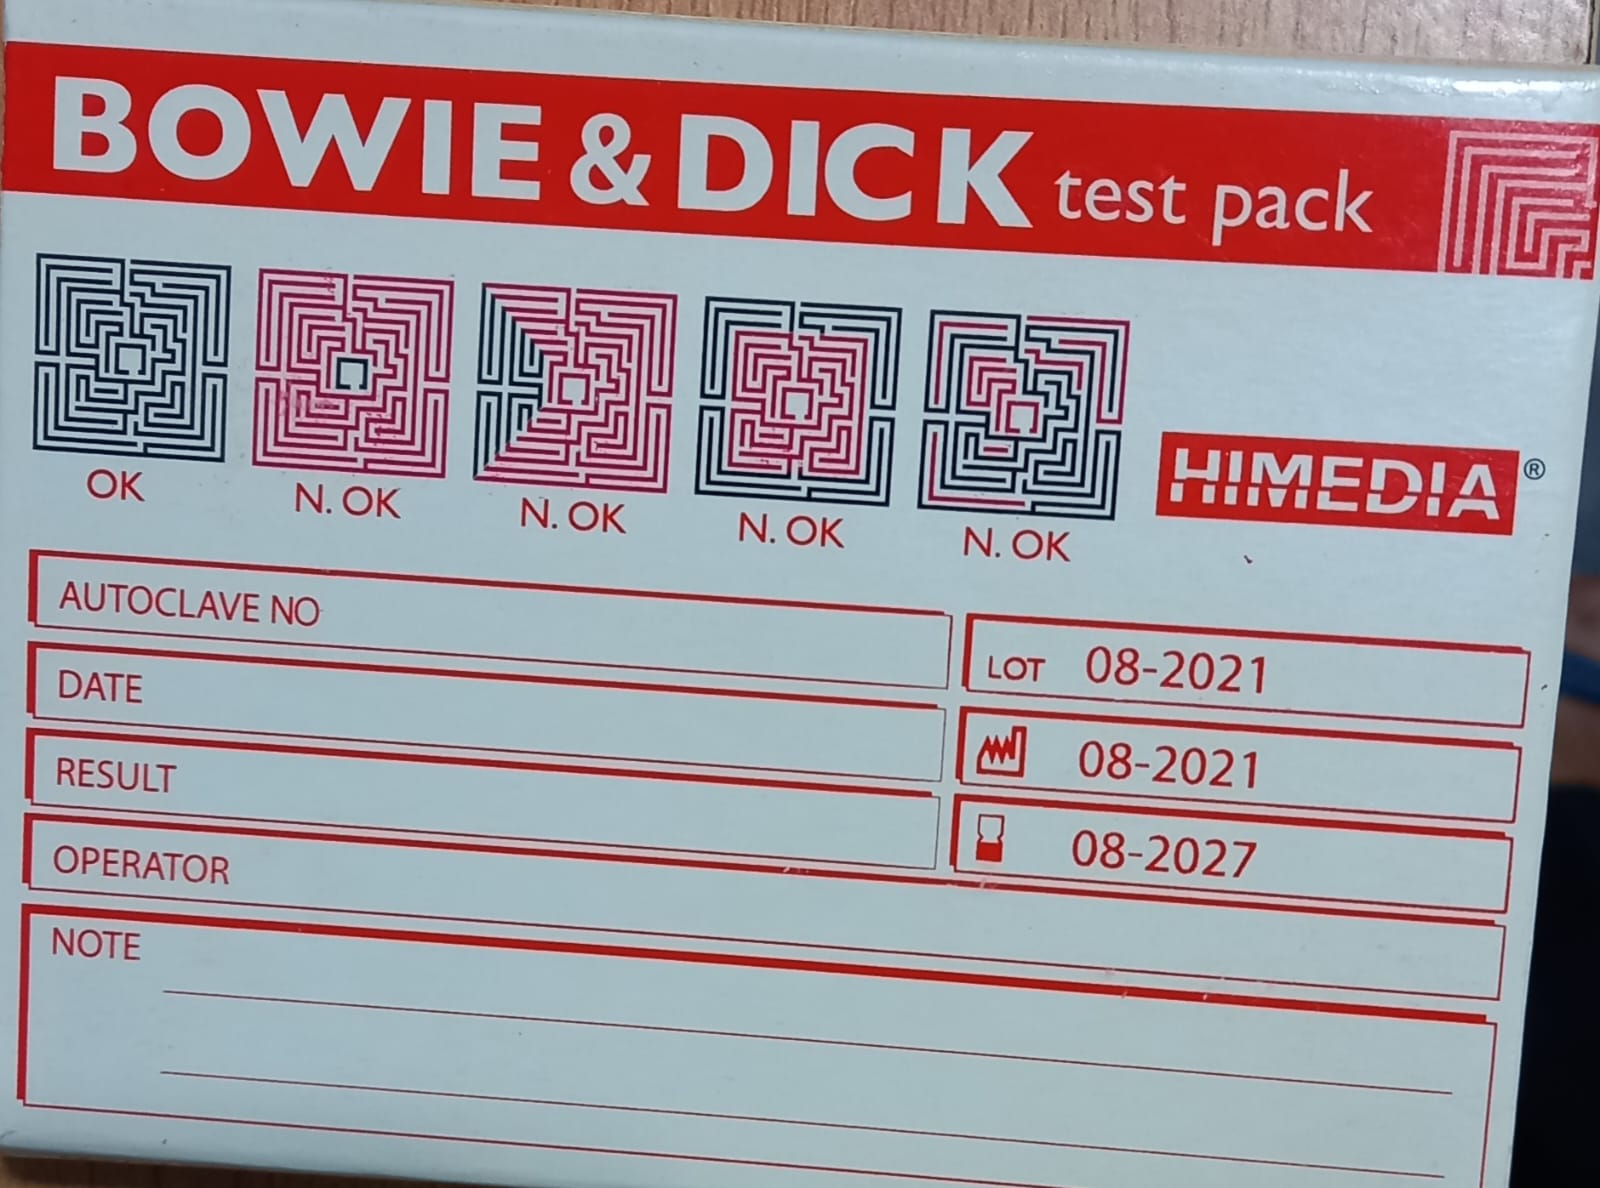 BOWIE & DICK test pack
OK
N. OK
N. OK
N. OK
N. OK
HIMEDIA®
AUTOCLAVE NO
LOT 08-2021
DATE
08-2021
RESULT
08-2027
OPERATOR
NOTE